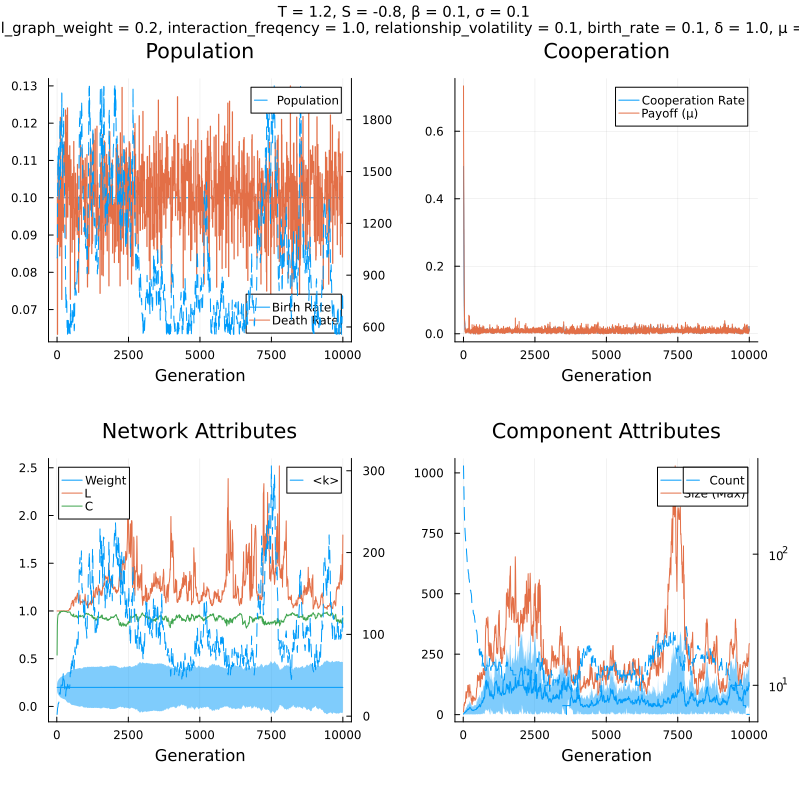 T = 1.2, S = -0.8, β = 0.1, σ = 0.1
l_graph_weight = 0.2, interaction_freqency = 1.0, relationship_volatility = 0.1, birth_rate = 0.1, δ = 1.0, μ =
Population
Cooperation
0.13
0.12
0.11
0.10
0.09
0.08
0.07
1800
1500
1200
900
600
Population
Birth Rate
Death Rate
0 2500 5000 7500 10000
Generation
0.6
0.4
0.2
0.0
Cooperation Rate
Payoff (μ)
0 2500 5000 7500 10000
Generation
Network Attributes
Component Attributes
2.5
2.0
1.5
1.0
0.5
0.0
Weight
L
C
<k>
300
200
100
0
0 2500 5000 7500 10000
Generation
1000
750
500
250
0
Count
Size (Max)
10²
10¹
0 2500 5000 7500 10000
Generation